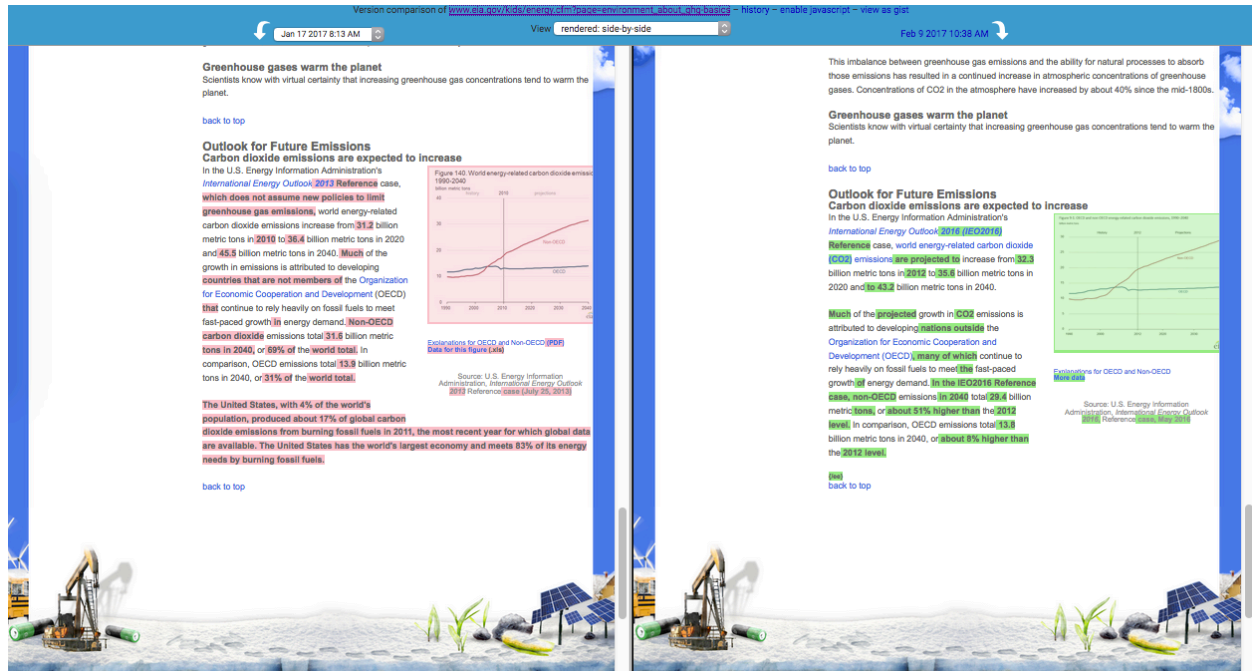 Version comparison of www.eia.gov/kids/energy.cfm?page=environment_about_ghg-basics – history – enable javascript – view as gist
Jan 17 2017 8:13 AM
View rendered: side-by-side
Feb 9 2017 10:38 AM
Greenhouse gases warm the planet
Scientists know with virtual certainty that increasing greenhouse gas concentrations tend to warm the
planet.
back to top
Outlook for Future Emissions
Carbon dioxide emissions are expected to increase
In the U.S. Energy Information Administration's
International Energy Outlook 2013 Reference case,
which does not assume new policies to limit
greenhouse gas emissions, world energy-related
carbon dioxide emissions increase from 31.2 billion
metric tons in 2010 to 36.4 billion metric tons in 2020
and 45.5 billion metric tons in 2040. Much of the
growth in emissions is attributed to developing
countries that are not members of the Organization
for Economic Cooperation and Development (OECD)
that continue to rely heavily on fossil fuels to meet
fast-paced growth in energy demand. Non-OECD
carbon dioxide emissions total 31.6 billion metric
tons in 2040, or 69% of the world total. In
comparison, OECD emissions total 13.9 billion metric
tons in 2040, or 31% of the world total.
Figure 140. World energy-related carbon dioxide emissic
1990-2040
billion metric tons
history 2010 projections
40
30
20
10
0
Non-OECD
OECD
1990 2000 2010 2020 2030 2040
Explanations for OECD and Non-OECD (PDF)
Data for this figure (.xls)
Source: U.S. Energy Information
Administration, International Energy Outlook
2013 Reference case (July 25, 2013)
The United States, with 4% of the world's
population, produced about 17% of global carbon
dioxide emissions from burning fossil fuels in 2011, the most recent year for which global data
are available. The United States has the world's largest economy and meets 83% of its energy
needs by burning fossil fuels.
back to top
This imbalance between greenhouse gas emissions and the ability for natural processes to absorb
those emissions has resulted in a continued increase in atmospheric concentrations of greenhouse
gases. Concentrations of CO2 in the atmosphere have increased by about 40% since the mid-1800s.
Greenhouse gases warm the planet
Scientists know with virtual certainty that increasing greenhouse gas concentrations tend to warm the
planet.
back to top
Outlook for Future Emissions
Carbon dioxide emissions are expected to increase
In the U.S. Energy Information Administration's
International Energy Outlook 2016 (IEO2016)
Reference case, world energy-related carbon dioxide
(CO2) emissions are projected to increase from 32.3
billion metric tons in 2012 to 35.6 billion metric tons in
2020 and to 43.2 billion metric tons in 2040.
Much of the projected growth in CO2 emissions is
attributed to developing nations outside the
Organization for Economic Cooperation and
Development (OECD), many of which continue to
rely heavily on fossil fuels to meet the fast-paced
growth of energy demand. In the IEO2016 Reference
case, non-OECD emissions in 2040 total 29.4 billion
metric tons, or about 51% higher than the 2012
level. In comparison, OECD emissions total 13.8
billion metric tons in 2040, or about 8% higher than
the 2012 level.
Explanations for OECD and Non-OECD
More data
Source: U.S. Energy Information
Administration, International Energy Outlook
2016, Reference case, May 2016
back to top